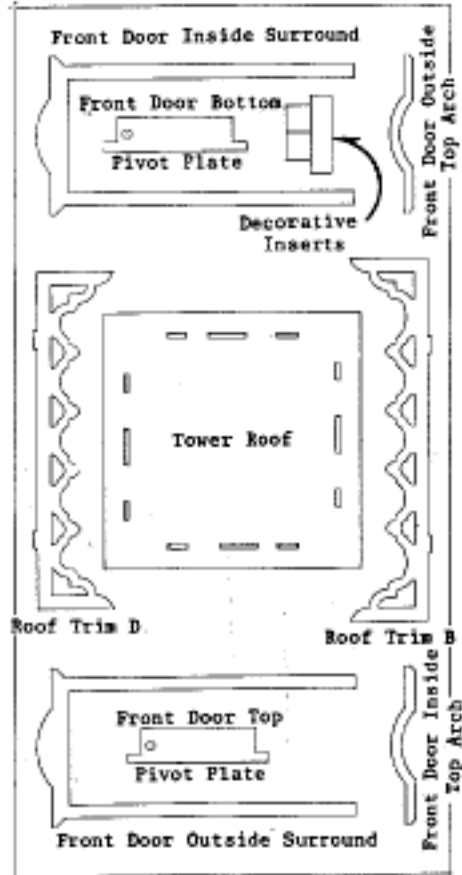 Front Door Inside Surround
Front Door Bottom
Pivot Plate
Decorative
Inserts
Front Door Outside
Top Arch
Tower Roof
Roof Trim D
Roof Trim B
Front Door Top
Pivot Plate
Front Door Inside
Top Arch
Front Door Outside Surround